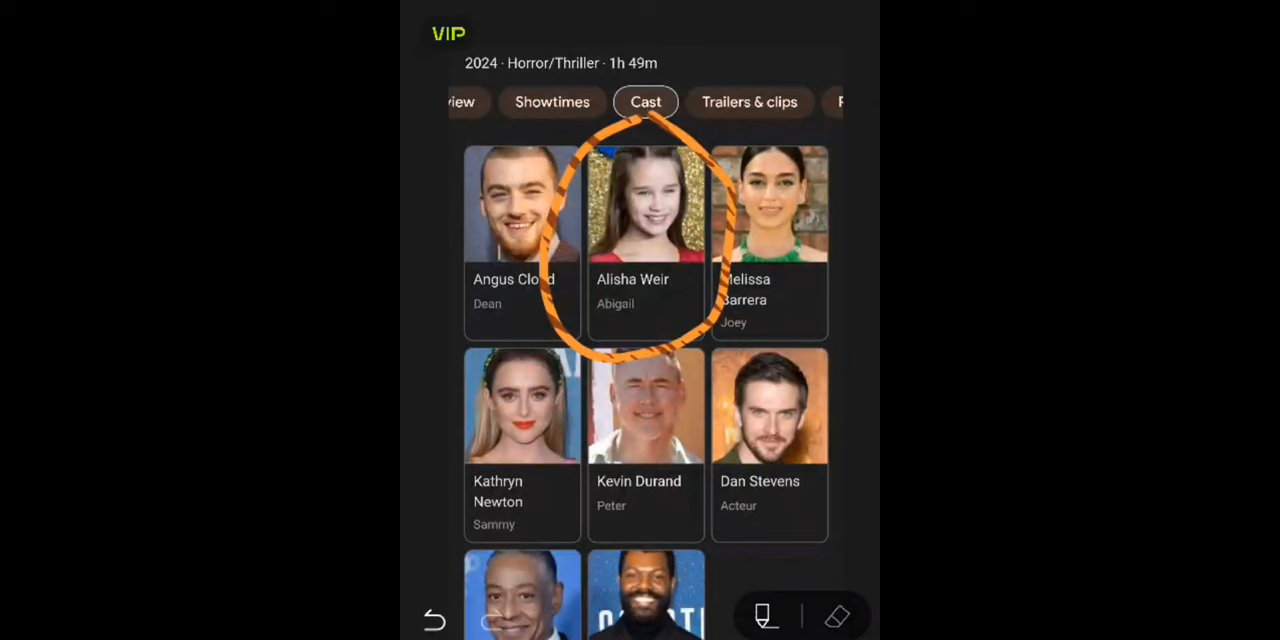 VIP
2024 · Horror/Thriller · 1h 49m
view
Showtimes
Cast
Trailers & clips
Angus Cloud
Dean
Alisha Weir
Abigail
Melissa
Barrera
Joey
Kathryn
Newton
Sammy
Kevin Durand
Peter
Dan Stevens
Acteur